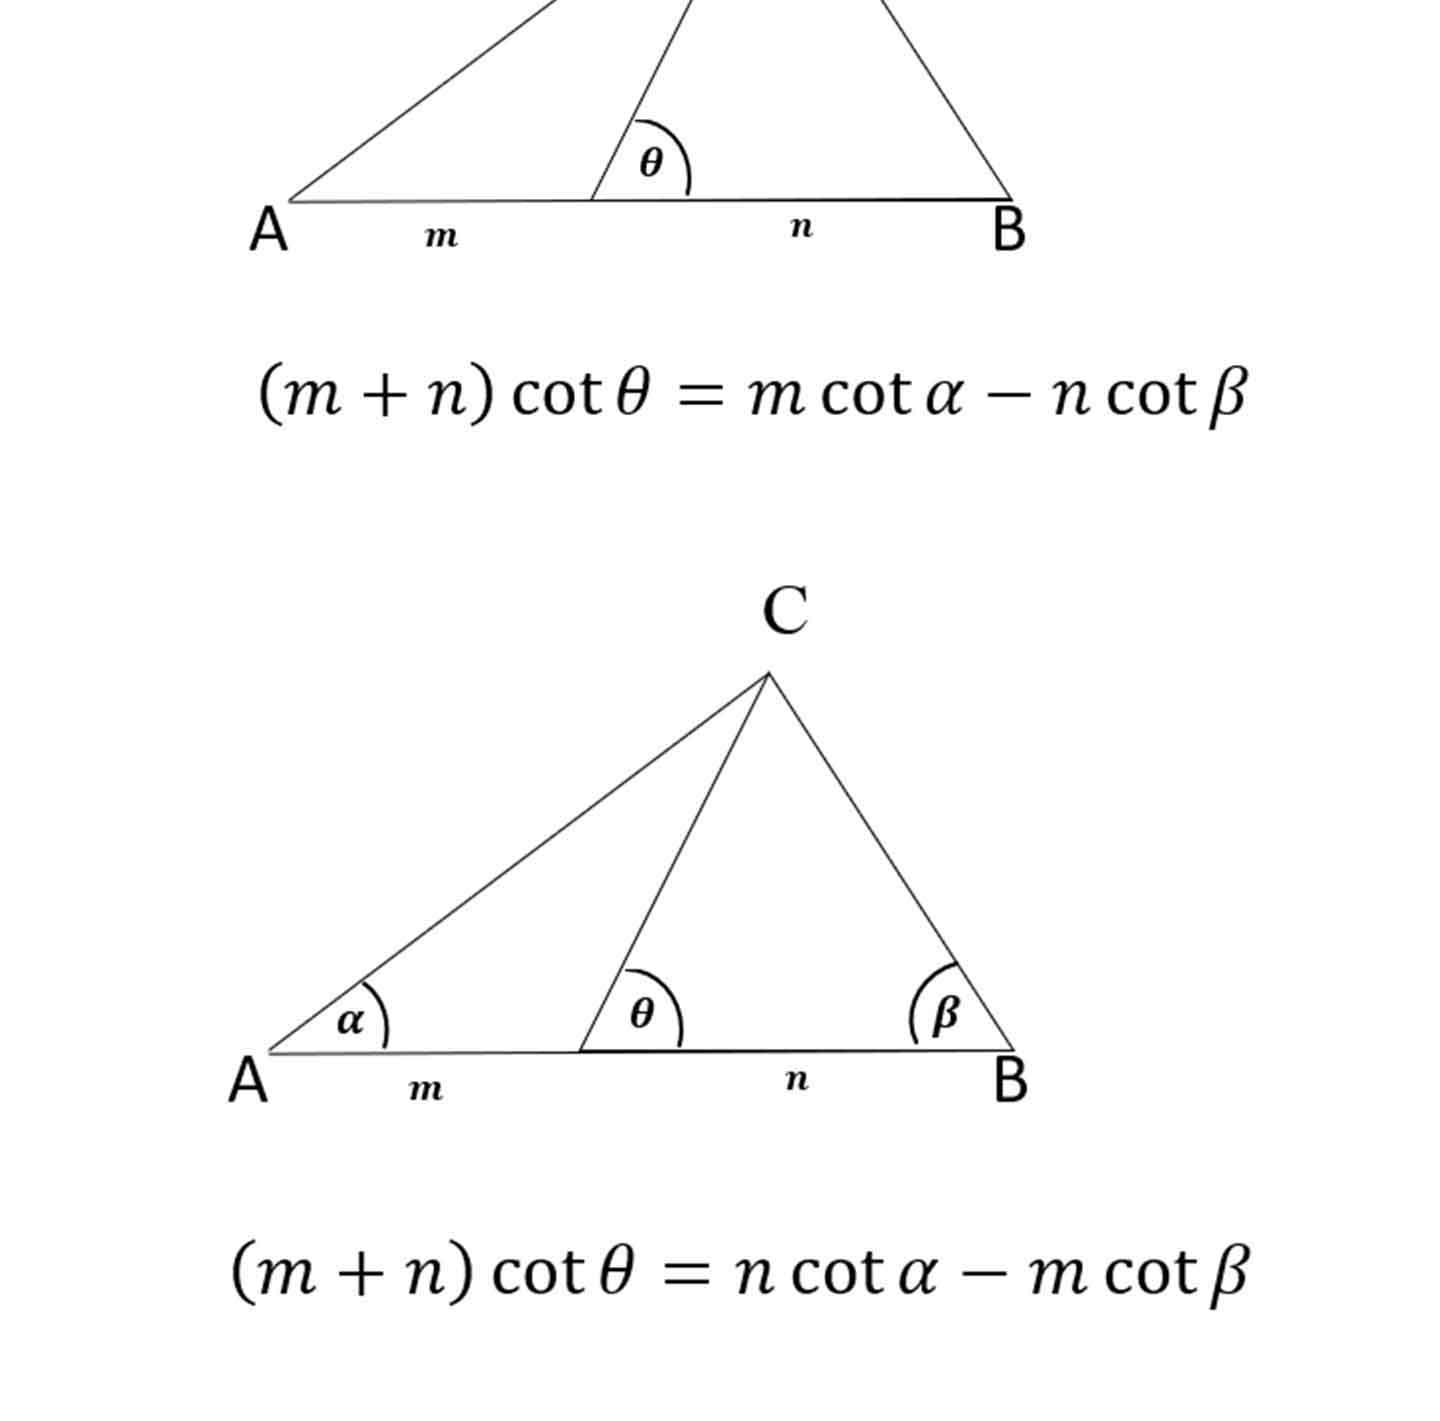 θ
A m n B
(m + n) cot θ = m cot α − n cot β
C
α θ β
A m n B
(m + n) cot θ = n cot α − m cot β